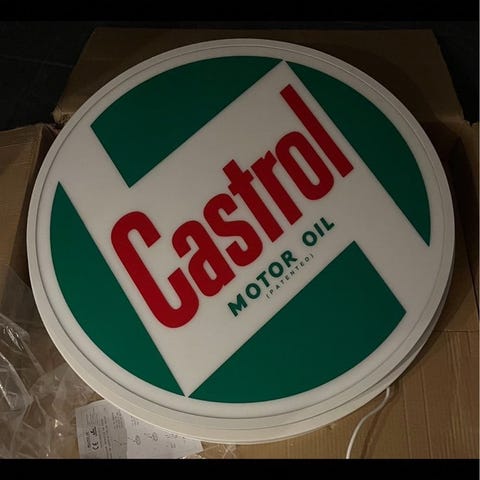 Castrol
MOTOR OIL
(PATENTED)